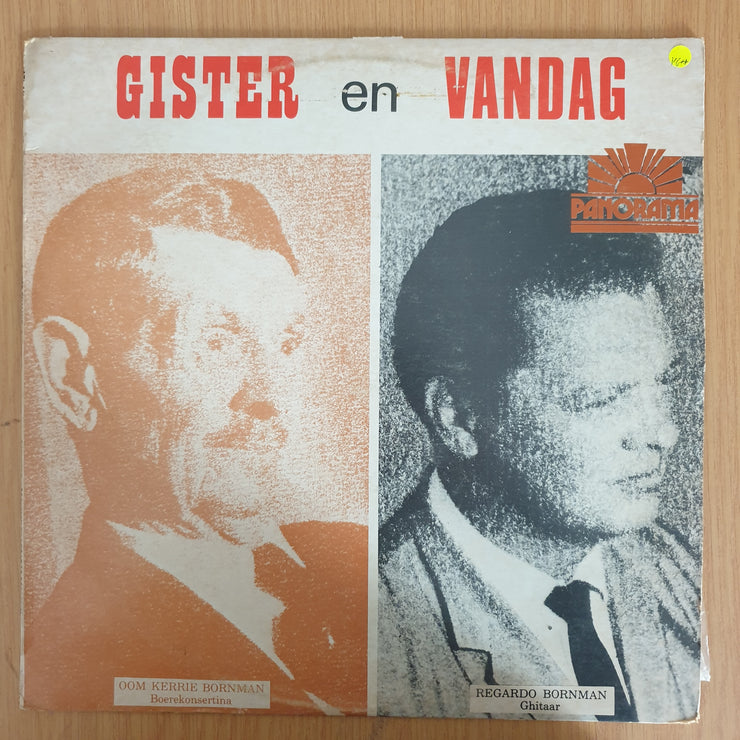 GISTER en VANDAG
PANORAMA
OOM KERRIE BORNMAN
Boerekonsertina
REGARDO BORNMAN
Ghitaar